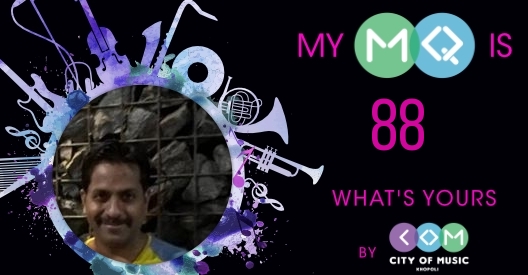 MY MQ IS
88
WHAT'S YOURS
BY COM
CITY OF MUSIC
KHOPOLI